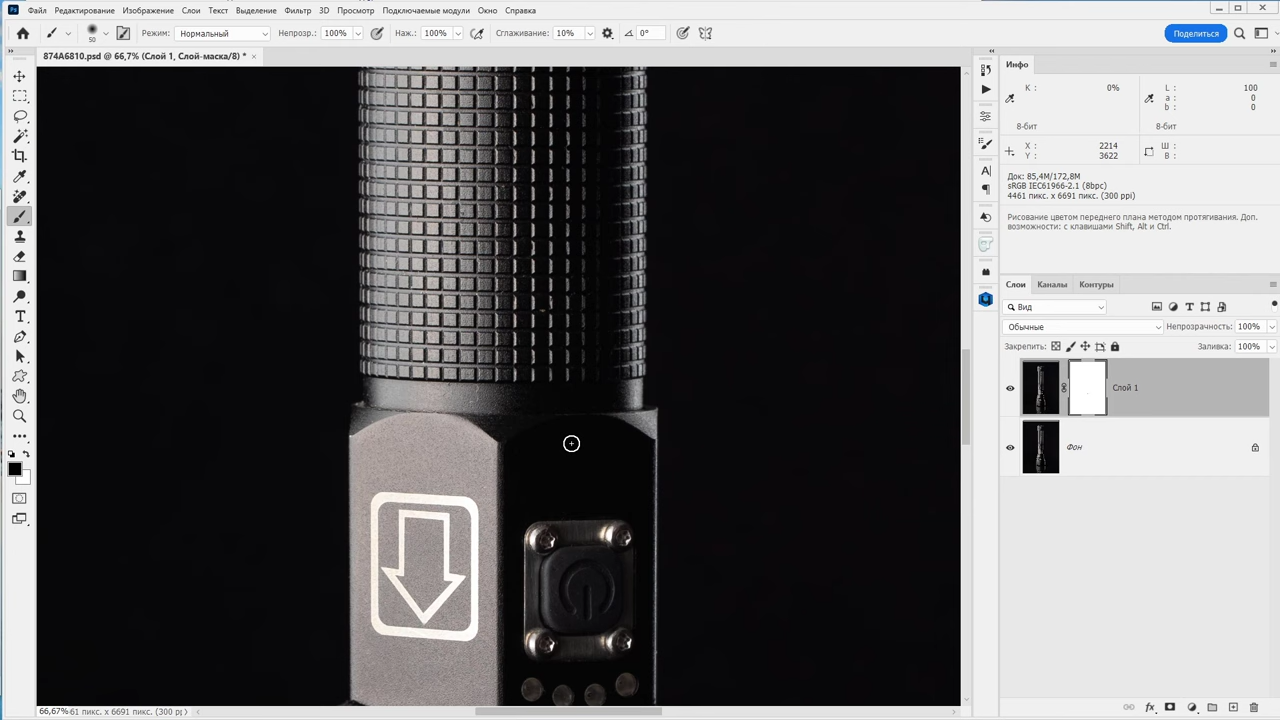 Файл Редактирование Изображение Слои Текст Выделение Фильтр 3D Просмотр Подключаемые модули Окно Справка
50 Режим: Нормальный Непрозр.: 100% Наж.: 100% Сглаживание: 10% 0° Поделиться
874A6810.psd @ 66,7% (Слой 1, Слой-маска/8) * ×
Инфо
K : 0% L : 100
a : 0
b : 0
8-бит 8-бит
X : 2214 Ш :
Y : 3622 В :
Док: 85,4M/172,8M
sRGB IEC61966-2.1 (8bpc)
4461 пикс. x 6691 пикс. (300 ppi)
Рисование цветом переднего плана методом протягивания. Доп.
возможности: с клавишами Shift, Alt и Ctrl.
Слои Каналы Контуры
Вид
Обычные Непрозрачность: 100%
Закрепить: Заливка: 100%
Слой 1
Фон
66,67% 61 пикс. x 6691 пикс. (300 pp